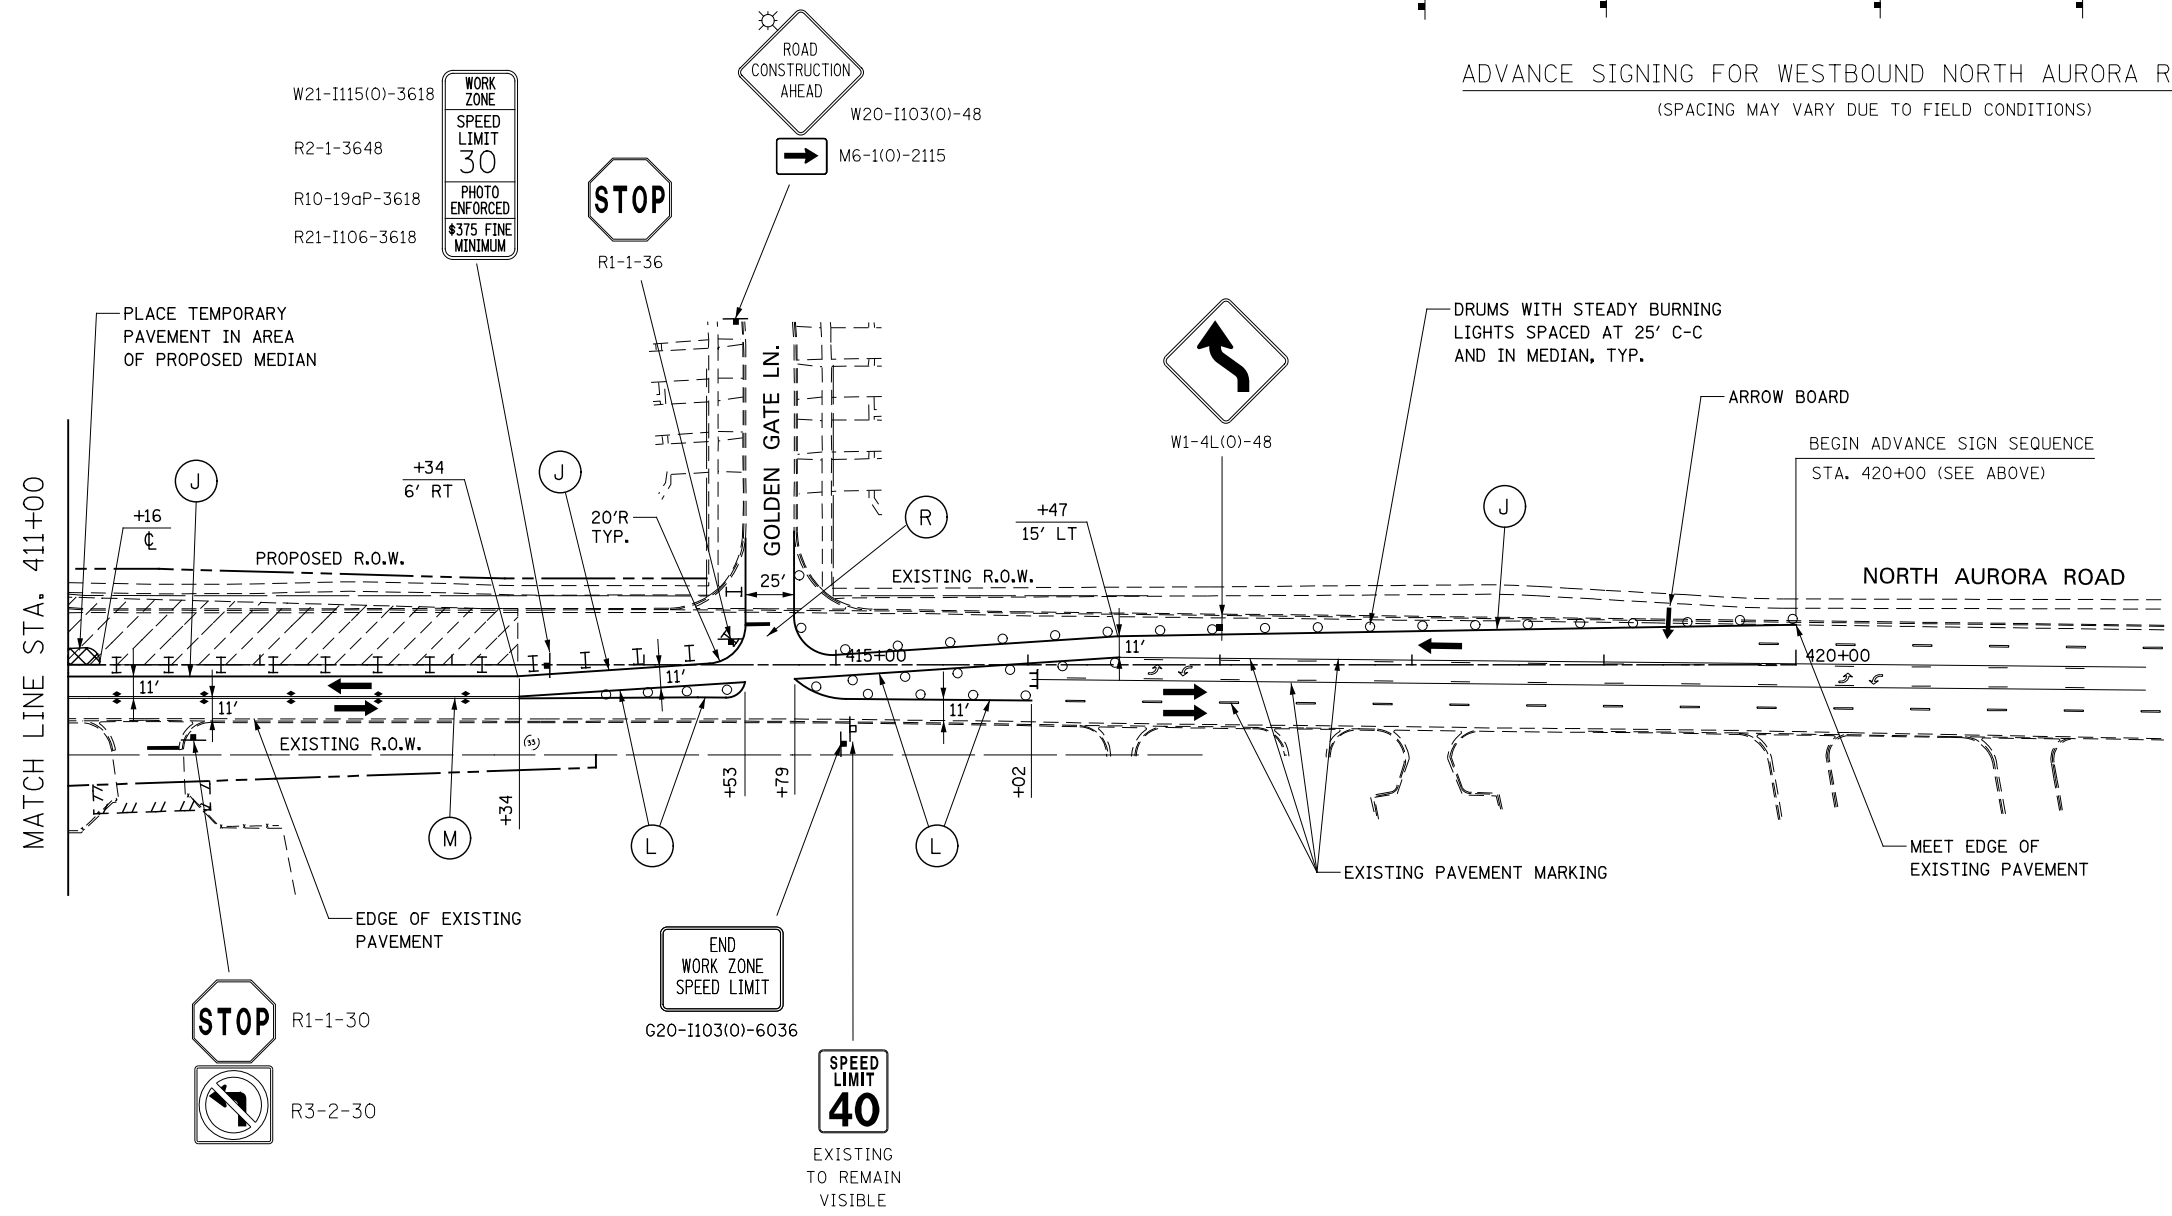 ADVANCE SIGNING FOR WESTBOUND NORTH AURORA R
(SPACING MAY VARY DUE TO FIELD CONDITIONS)
ROAD
CONSTRUCTION
AHEAD
W20-I103(O)-48
M6-1(O)-2115
W21-I115(O)-3618
R2-1-3648
R10-19aP-3618
R21-I106-3618
WORK
ZONE
SPEED
LIMIT
30
PHOTO
ENFORCED
$375 FINE
MINIMUM
STOP
R1-1-36
PLACE TEMPORARY
PAVEMENT IN AREA
OF PROPOSED MEDIAN
DRUMS WITH STEADY BURNING
LIGHTS SPACED AT 25' C-C
AND IN MEDIAN, TYP.
W1-4L(O)-48
ARROW BOARD
BEGIN ADVANCE SIGN SEQUENCE
STA. 420+00 (SEE ABOVE)
MATCH LINE STA. 411+00
GOLDEN GATE LN.
J
+34
6' RT
J
R
+47
15' LT
J
+16
℄
20'R
TYP.
PROPOSED R.O.W.
25'
EXISTING R.O.W.
NORTH AURORA ROAD
11'
11'
11'
415+00
11'
11'
420+00
EXISTING R.O.W.
(33)
+34
+53
+79
+02
M
L
L
EXISTING PAVEMENT MARKING
MEET EDGE OF
EXISTING PAVEMENT
EDGE OF EXISTING
PAVEMENT
END
WORK ZONE
SPEED LIMIT
G20-I103(O)-6036
STOP
R1-1-30
R3-2-30
SPEED
LIMIT
40
EXISTING
TO REMAIN
VISIBLE